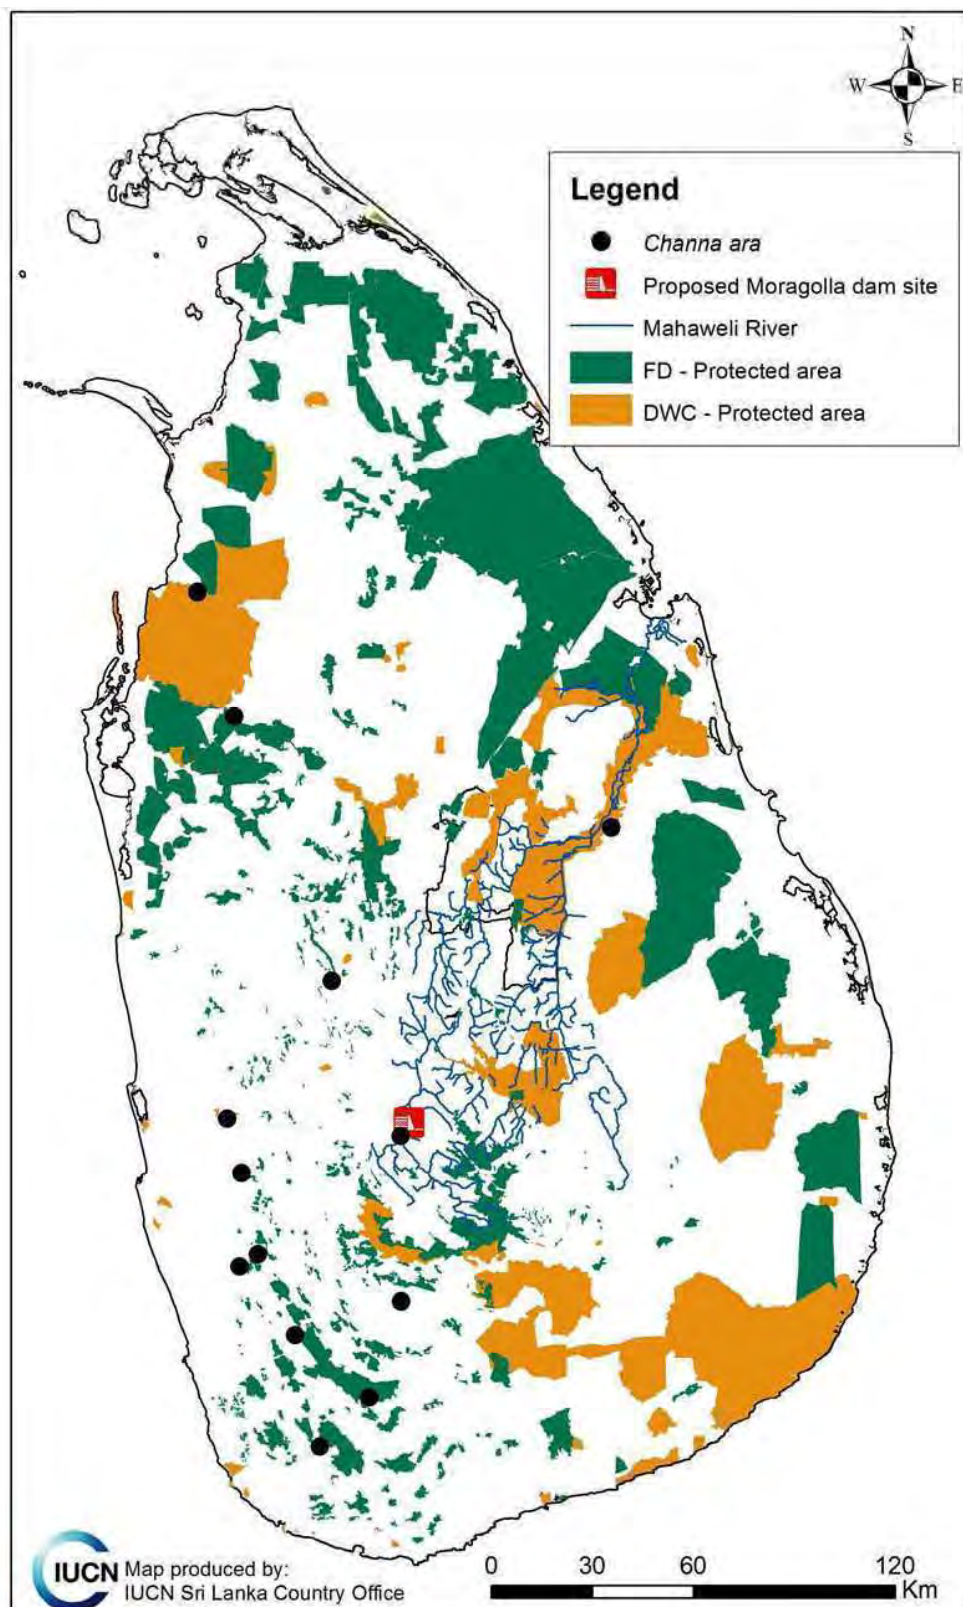 N
W E
S
Legend
Channa ara
Proposed Moragolla dam site
Mahaweli River
FD - Protected area
DWC - Protected area
IUCN
Map produced by:
IUCN Sri Lanka Country Office
0 30 60 120
Km